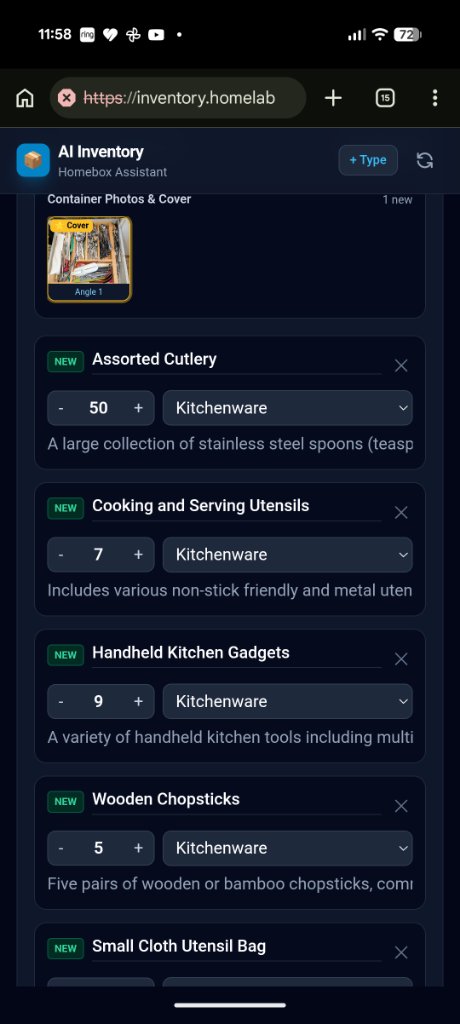 11:58
ring
72
https://inventory.homelab
15
AI Inventory
Homebox Assistant
+ Type
Container Photos & Cover
1 new
Cover
Angle 1
NEW
Assorted Cutlery
- 50 +
Kitchenware
A large collection of stainless steel spoons (teasp
NEW
Cooking and Serving Utensils
- 7 +
Kitchenware
Includes various non-stick friendly and metal uten
NEW
Handheld Kitchen Gadgets
- 9 +
Kitchenware
A variety of handheld kitchen tools including multi
NEW
Wooden Chopsticks
- 5 +
Kitchenware
Five pairs of wooden or bamboo chopsticks, comr
NEW
Small Cloth Utensil Bag